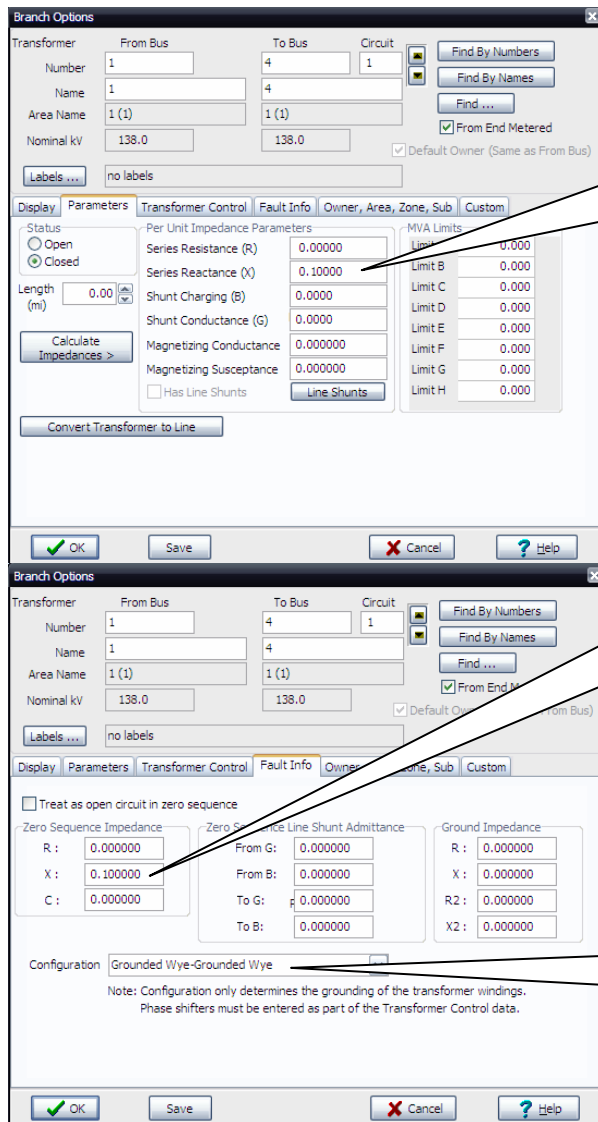 Branch Options
Transformer From Bus To Bus Circuit
Number 1 4 1 Find By Numbers
Name 1 4 Find By Names
Area Name 1 (1) 1 (1) Find ...
From End Metered
Nominal kV 138.0 138.0
Default Owner (Same as From Bus)
Labels ... no labels
Display Parameters Transformer Control Fault Info Owner, Area, Zone, Sub Custom
Status Per Unit Impedance Parameters MVA Limits
Open Series Resistance (R) 0.00000 0.000
Closed Series Reactance (X) 0.10000 Limit B 0.000
Length (mi) 0.00 Shunt Charging (B) 0.0000 Limit C 0.000
Shunt Conductance (G) 0.0000 Limit D 0.000
Limit E 0.000
Calculate Impedances > Magnetizing Conductance 0.000000 Limit F 0.000
Magnetizing Susceptance 0.000000 Limit G 0.000
Has Line Shunts Line Shunts Limit H 0.000
Convert Transformer to Line
OK Save Cancel Help
Branch Options
Transformer From Bus To Bus Circuit
Number 1 4 1 Find By Numbers
Name 1 4 Find By Names
Area Name 1 (1) 1 (1) Find ...
From End
Nominal kV 138.0 138.0
Default From Bus)
Labels ... no labels
Display Parameters Transformer Control Fault Info Owner Zone, Sub Custom
Treat as open circuit in zero sequence
Zero Sequence Impedance Zero Sequence Line Shunt Admittance Ground Impedance
R : 0.000000 From G: 0.000000 R : 0.000000
X : 0.100000 From B: 0.000000 X : 0.000000
C : 0.000000 To G: 0.000000 R2 : 0.000000
To B: 0.000000 X2 : 0.000000
Configuration Grounded Wye-Grounded Wye
Note: Configuration only determines the grounding of the transformer windings.
Phase shifters must be entered as part of the Transformer Control data.
OK Save Cancel Help